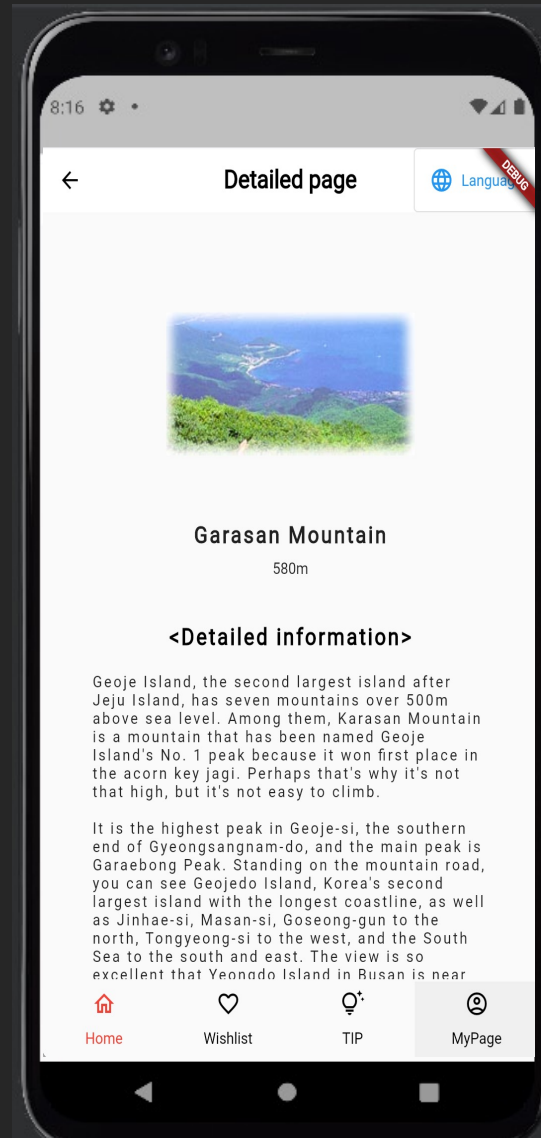 8:16
Detailed page
Languag
DEBUG
Garasan Mountain
580m
<Detailed information>
Geoje Island, the second largest island after
Jeju Island, has seven mountains over 500m
above sea level. Among them, Karasan Mountain
is a mountain that has been named Geoje
Island's No. 1 peak because it won first place in
the acorn key jagi. Perhaps that's why it's not
that high, but it's not easy to climb.
It is the highest peak in Geoje-si, the southern
end of Gyeongsangnam-do, and the main peak is
Garaebong Peak. Standing on the mountain road,
you can see Geojedo Island, Korea's second
largest island with the longest coastline, as well
as Jinhae-si, Masan-si, Goseong-gun to the
north, Tongyeong-si to the west, and the South
Sea to the south and east. The view is so
excellent that Yeongdo Island in Busan is near
Home
Wishlist
TIP
MyPage